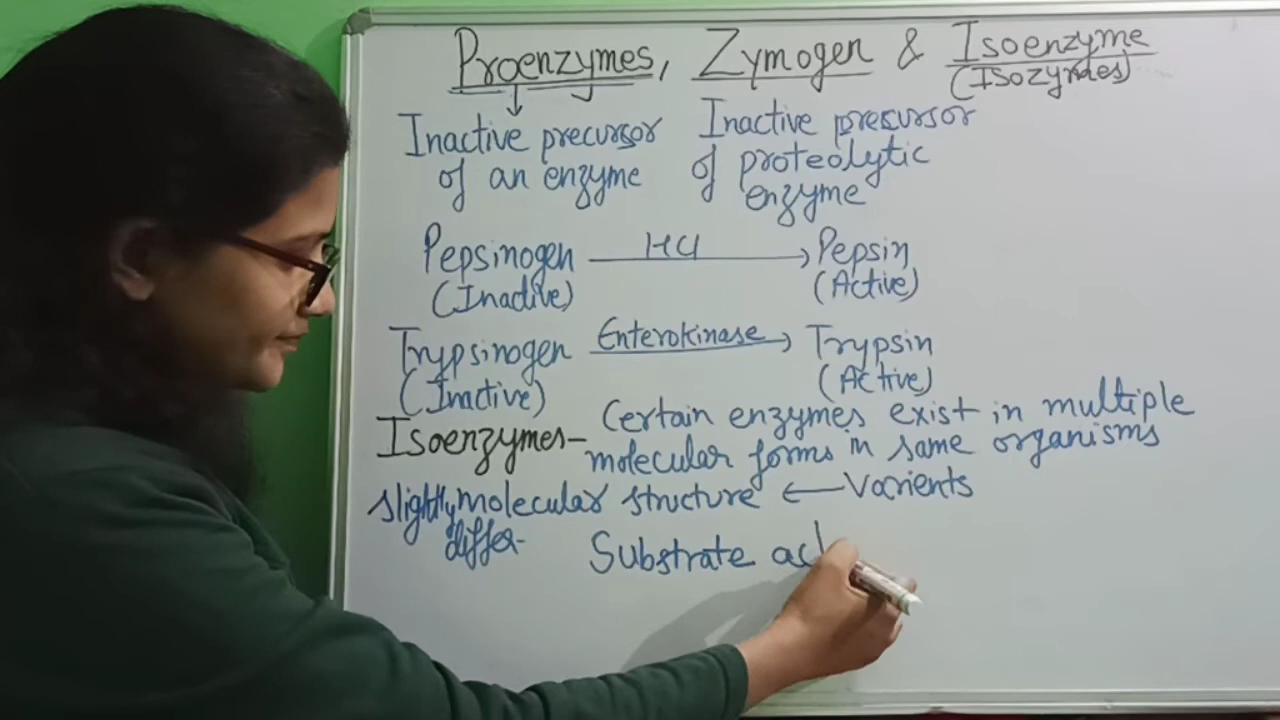 Proenzymes, Zymogen & Isoenzyme
(Isozymes)
Inactive precursor
of an enzyme
Inactive precursor
of proteolytic
enzyme
Pepsinogen HCl Pepsin
(Inactive) (Active)
Trypsinogen Enterokinase Trypsin
(Inactive) (Active)
Isoenzymes- Certain enzymes exist in multiple
molecular forms in same organisms
slightly molecular structure ← Varients
differ-
Substrate act